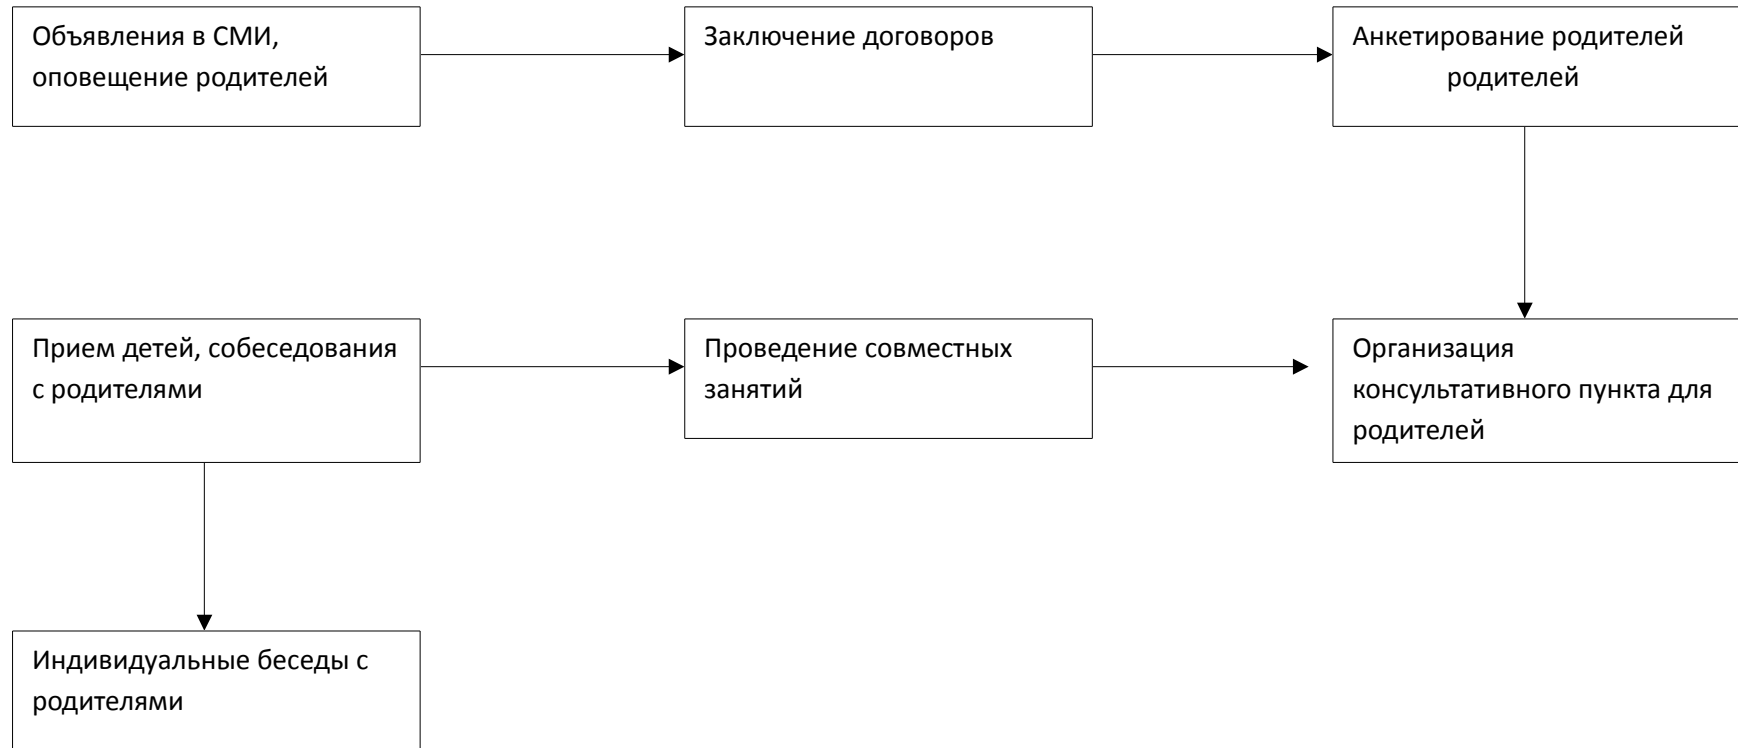 Объявления в СМИ,
оповещение родителей
Заключение договоров
Анкетирование родителей
родителей
Прием детей, собеседования
с родителями
Проведение совместных
занятий
Организация
консультативного пункта для
родителей
Индивидуальные беседы с
родителями